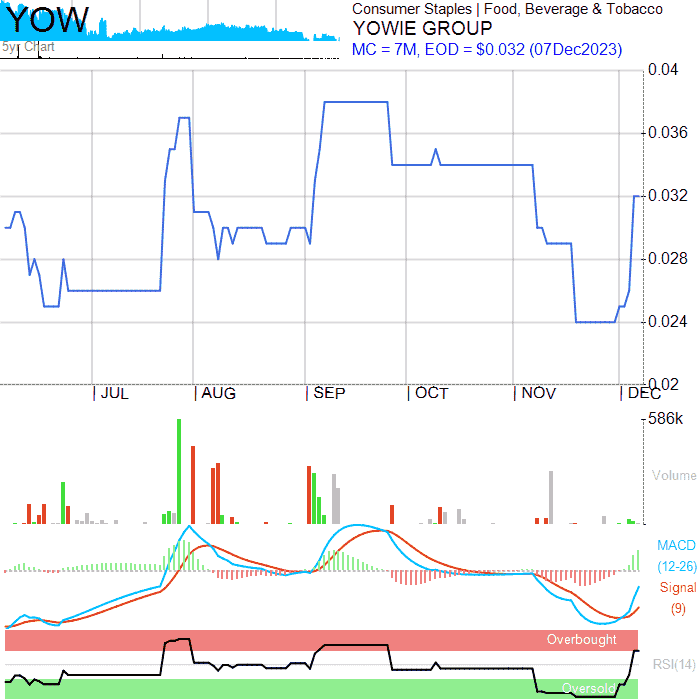 YOW
Consumer Staples | Food, Beverage & Tobacco
YOWIE GROUP
5yr Chart
MC = 7M, EOD = $0.032 (07Dec2023)
0.04
0.036
0.032
0.028
0.024
0.02
JUL
AUG
SEP
OCT
NOV
DEC
586k
Volume
MACD
(12-26)
Signal
(9)
Overbought
RSI(14)
Oversold